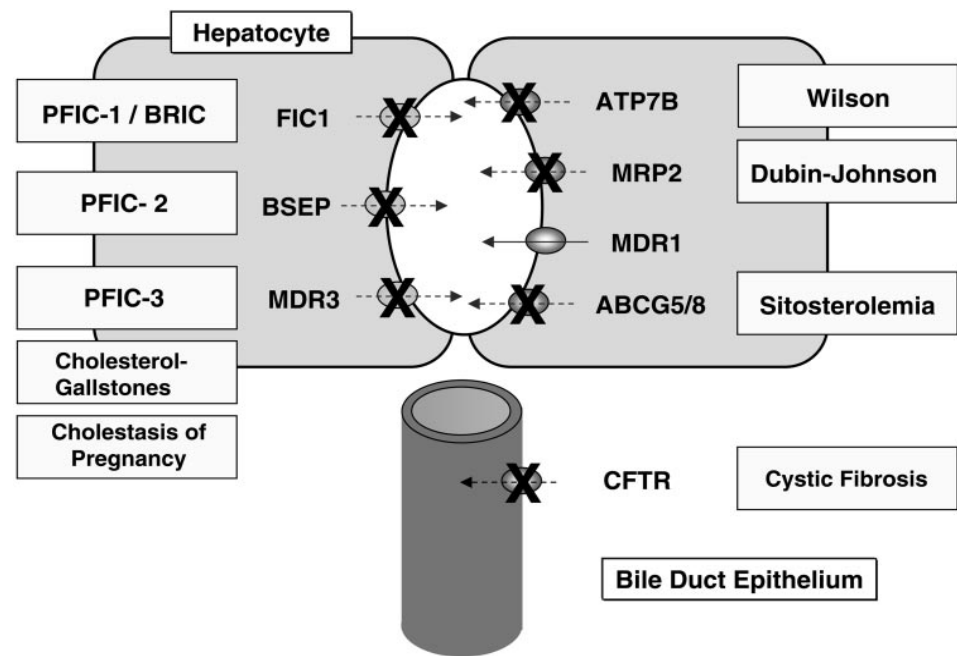 Hepatocyte
PFIC-1 / BRIC
FIC1
X
X
ATP7B
Wilson
X
MRP2
Dubin-Johnson
PFIC- 2
BSEP
X
MDR1
PFIC-3
MDR3
X
X
ABCG5/8
Sitosterolemia
Cholesterol-
Gallstones
Cholestasis of
Pregnancy
X
CFTR
Cystic Fibrosis
Bile Duct Epithelium